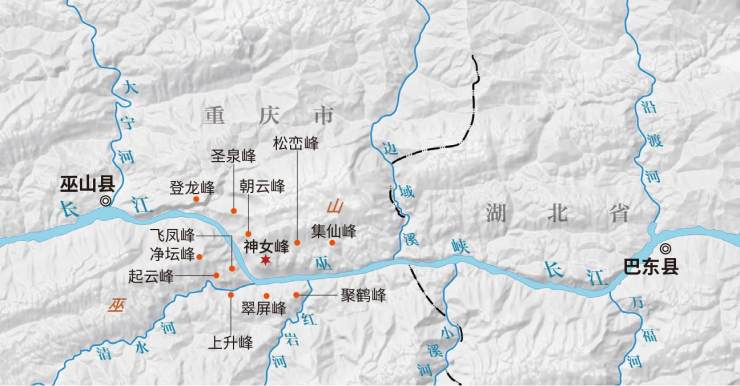 重庆市
大宁河
巫山县
长江
登龙峰
圣泉峰
朝云峰
松峦峰
神女峰
集仙峰
飞凤峰
净坛峰
起云峰
上升峰
翠屏峰
聚鹤峰
巫山
巫峡
清水河
红岩河
边域溪
湖北省
沿渡河
长江
巴东县
小溪河
万福河